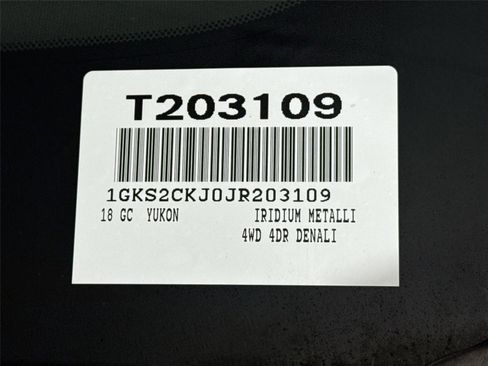 T203109
1GKS2CKJ0JR203109
18 GC YUKON IRIDIUM METALLI
4WD 4DR DENALI